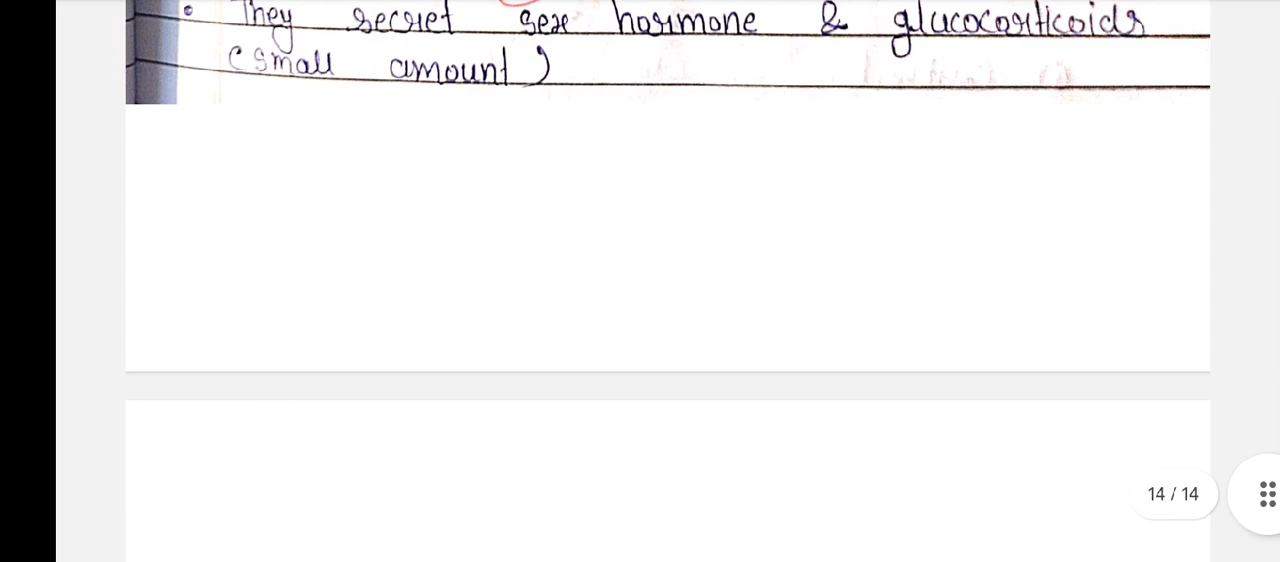 • They secret sex hormone & glucocorticoids
(small amount)
14 / 14